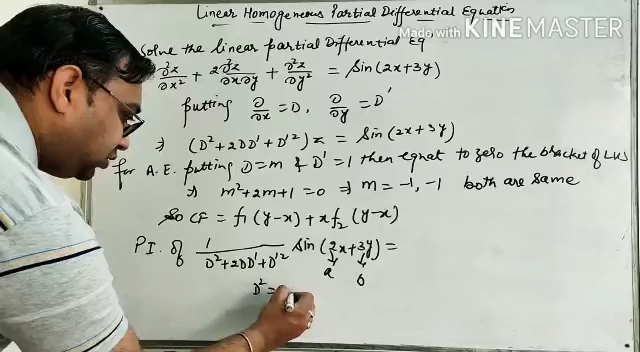 Linear Homogeneous Partial Differential Equation
Made with KINEMASTER
Solve the linear partial Differential Eq
∂²z/∂x² + 2∂²z/∂x∂y + ∂²z/∂y² = Sin(2x+3y)
putting ∂/∂x = D, ∂/∂y = D'
⇒ (D²+2DD'+D'²)z = Sin(2x+3y)
for A.E. putting D=m & D'=1 then equat to zero the bracket of LHS
⇒ m²+2m+1=0 ⇒ m=-1,-1 both are same
So CF = f1(y-x)+xf2(y-x)
P.I. of 1/(D²+2DD'+D'²) Sin(2x+3y) =
a b
D² =